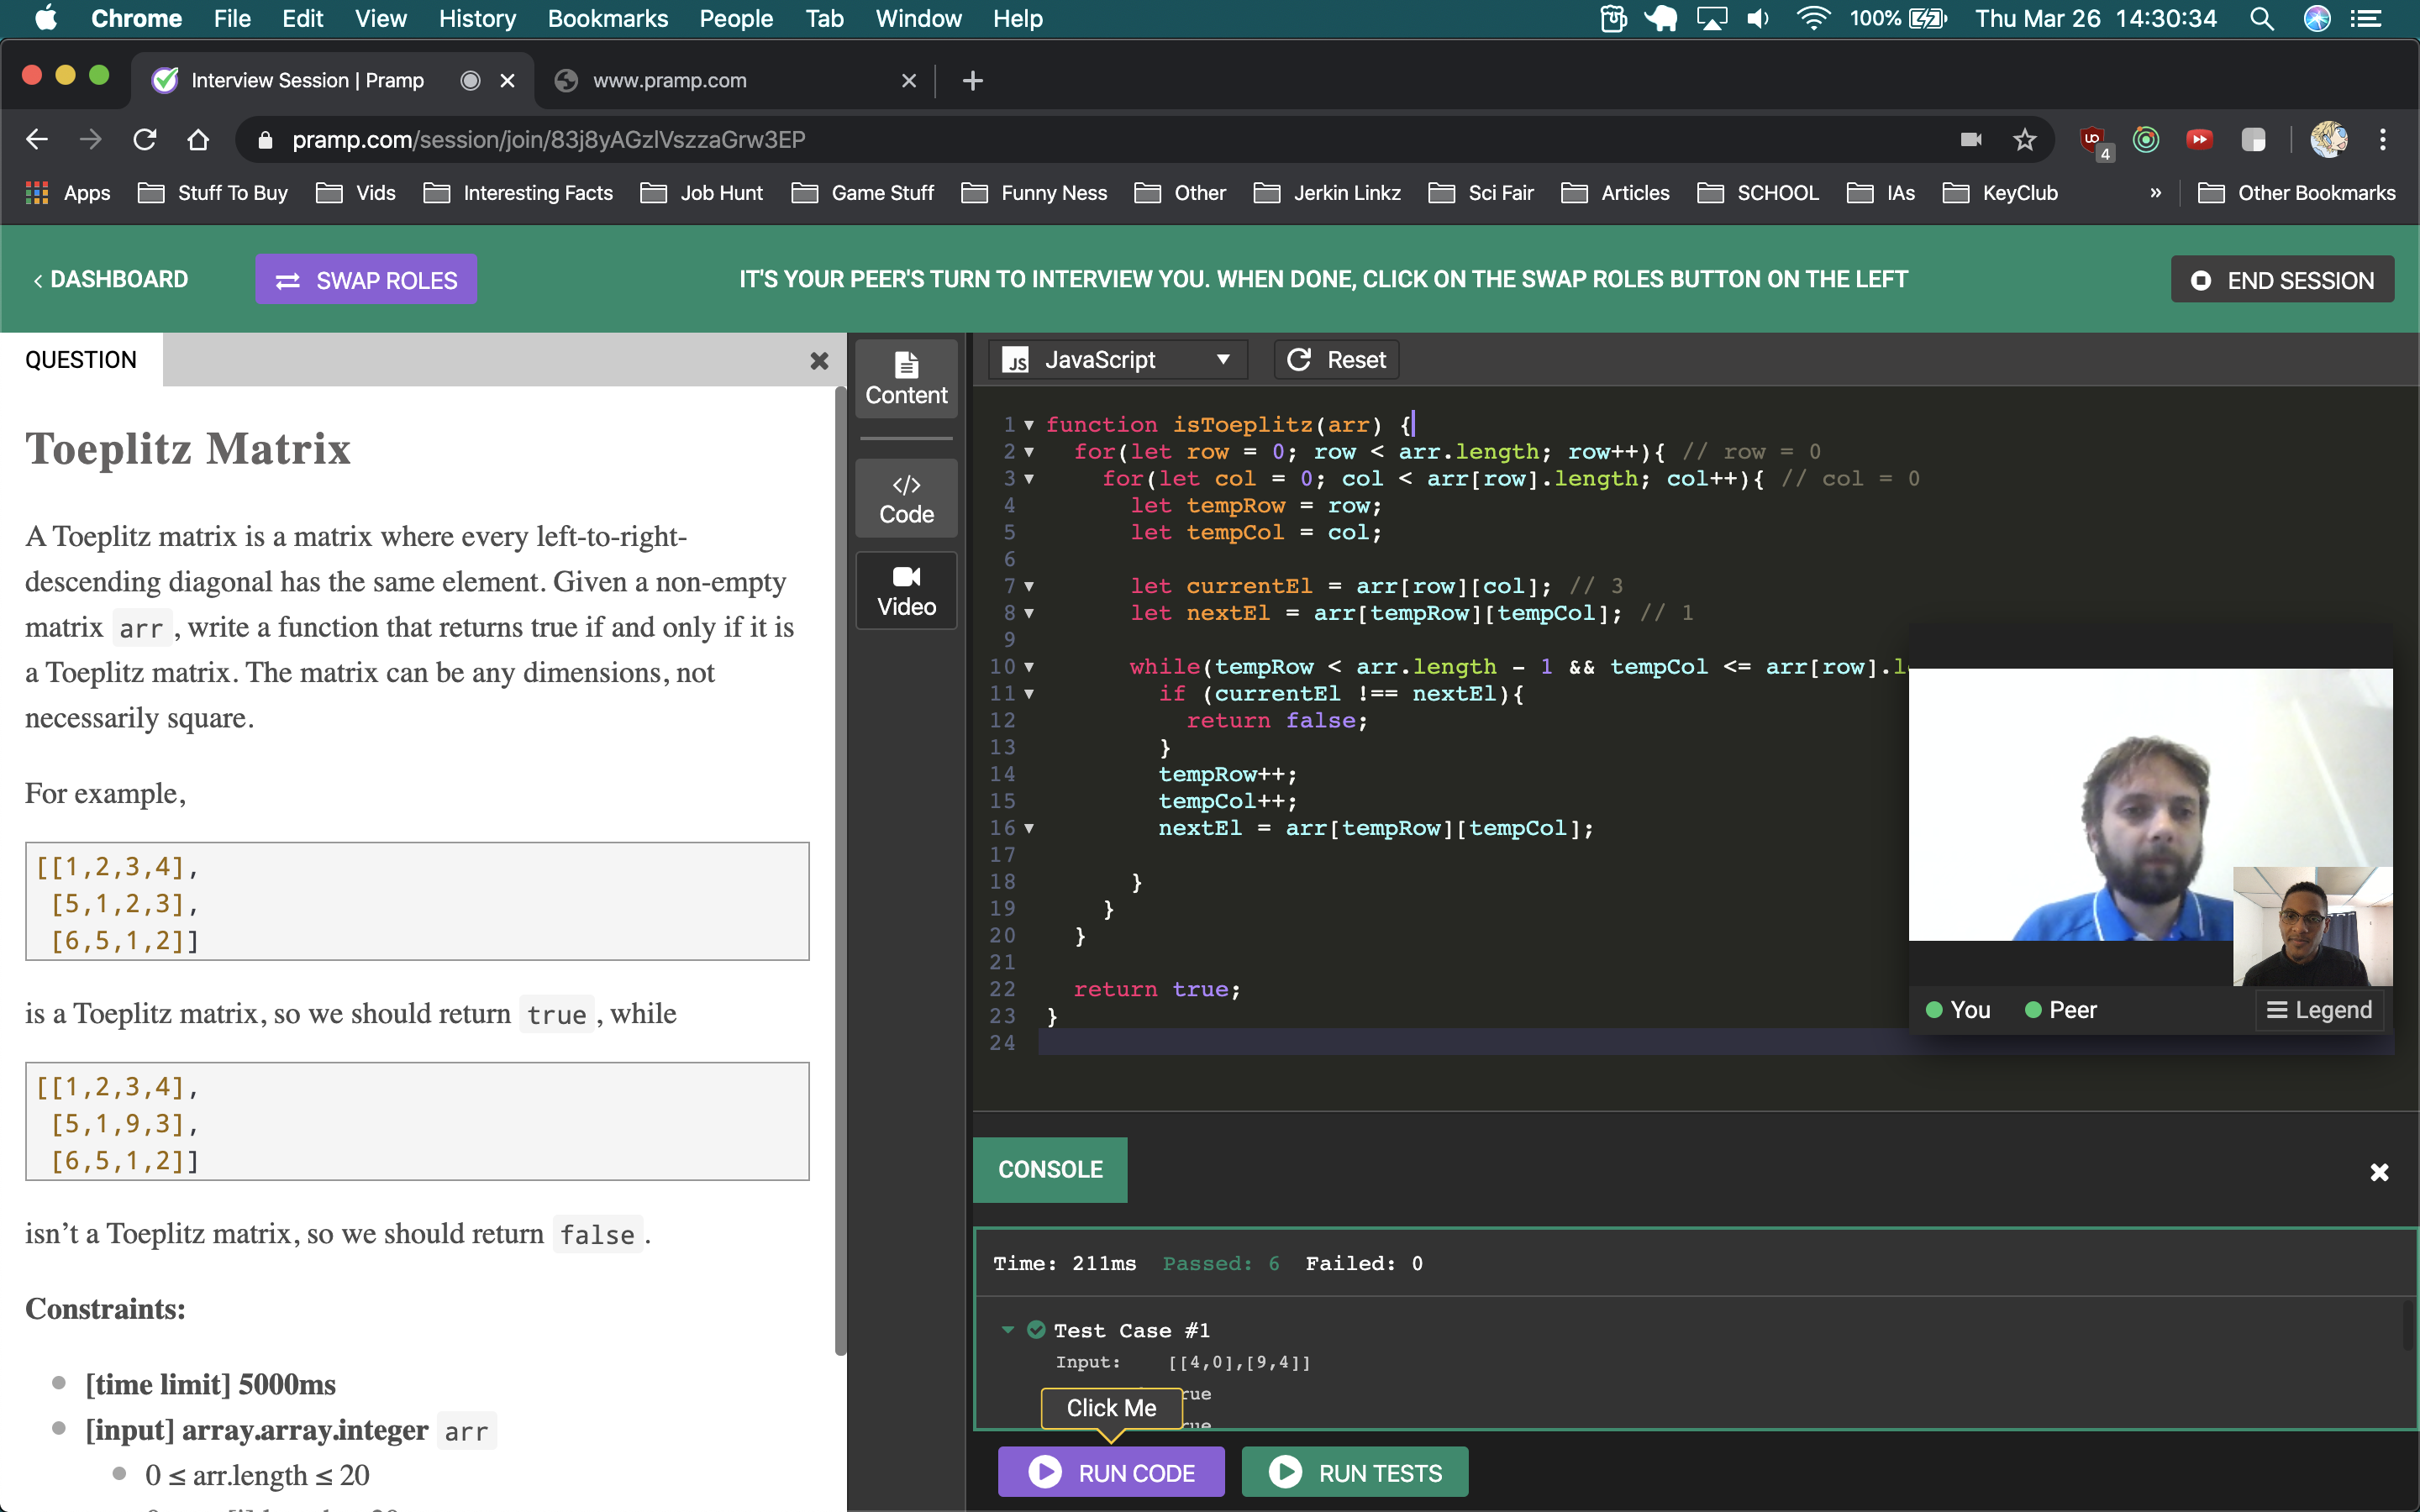 Chrome File Edit View History Bookmarks People Tab Window Help 100% Thu Mar 26 14:30:34
Interview Session | Pramp www.pramp.com
pramp.com/session/join/83j8yAGzlVszzaGrw3EP 4
Apps Stuff To Buy Vids Interesting Facts Job Hunt Game Stuff Funny Ness Other Jerkin Linkz Sci Fair Articles SCHOOL IAs KeyClub » Other Bookmarks
DASHBOARD SWAP ROLES IT'S YOUR PEER'S TURN TO INTERVIEW YOU. WHEN DONE, CLICK ON THE SWAP ROLES BUTTON ON THE LEFT END SESSION
QUESTION
Toeplitz Matrix
A Toeplitz matrix is a matrix where every left-to-right-
descending diagonal has the same element. Given a non-empty
matrix arr , write a function that returns true if and only if it is
a Toeplitz matrix. The matrix can be any dimensions, not
necessarily square.
For example,
[[1,2,3,4],
[5,1,2,3],
[6,5,1,2]]
is a Toeplitz matrix, so we should return true , while
[[1,2,3,4],
[5,1,9,3],
[6,5,1,2]]
isn’t a Toeplitz matrix, so we should return false .
Constraints:
[time limit] 5000ms
[input] array.array.integer arr
0 ≤ arr.length ≤ 20
Content
</>
Code
Video
JS JavaScript Reset
1 function isToeplitz(arr) {
2 for(let row = 0; row < arr.length; row++){ // row = 0
3 for(let col = 0; col < arr[row].length; col++){ // col = 0
4 let tempRow = row;
5 let tempCol = col;
6
7 let currentEl = arr[row][col]; // 3
8 let nextEl = arr[tempRow][tempCol]; // 1
9
10 while(tempRow < arr.length - 1 && tempCol <= arr[row].l
11 if (currentEl !== nextEl){
12 return false;
13 }
14 tempRow++;
15 tempCol++;
16 nextEl = arr[tempRow][tempCol];
17
18 }
19 }
20 }
21
22 return true;
23 }
24
You Peer Legend
CONSOLE
Time: 211ms Passed: 6 Failed: 0
Test Case #1
Input: [[4,0],[9,4]]
Click Me
RUN CODE RUN TESTS